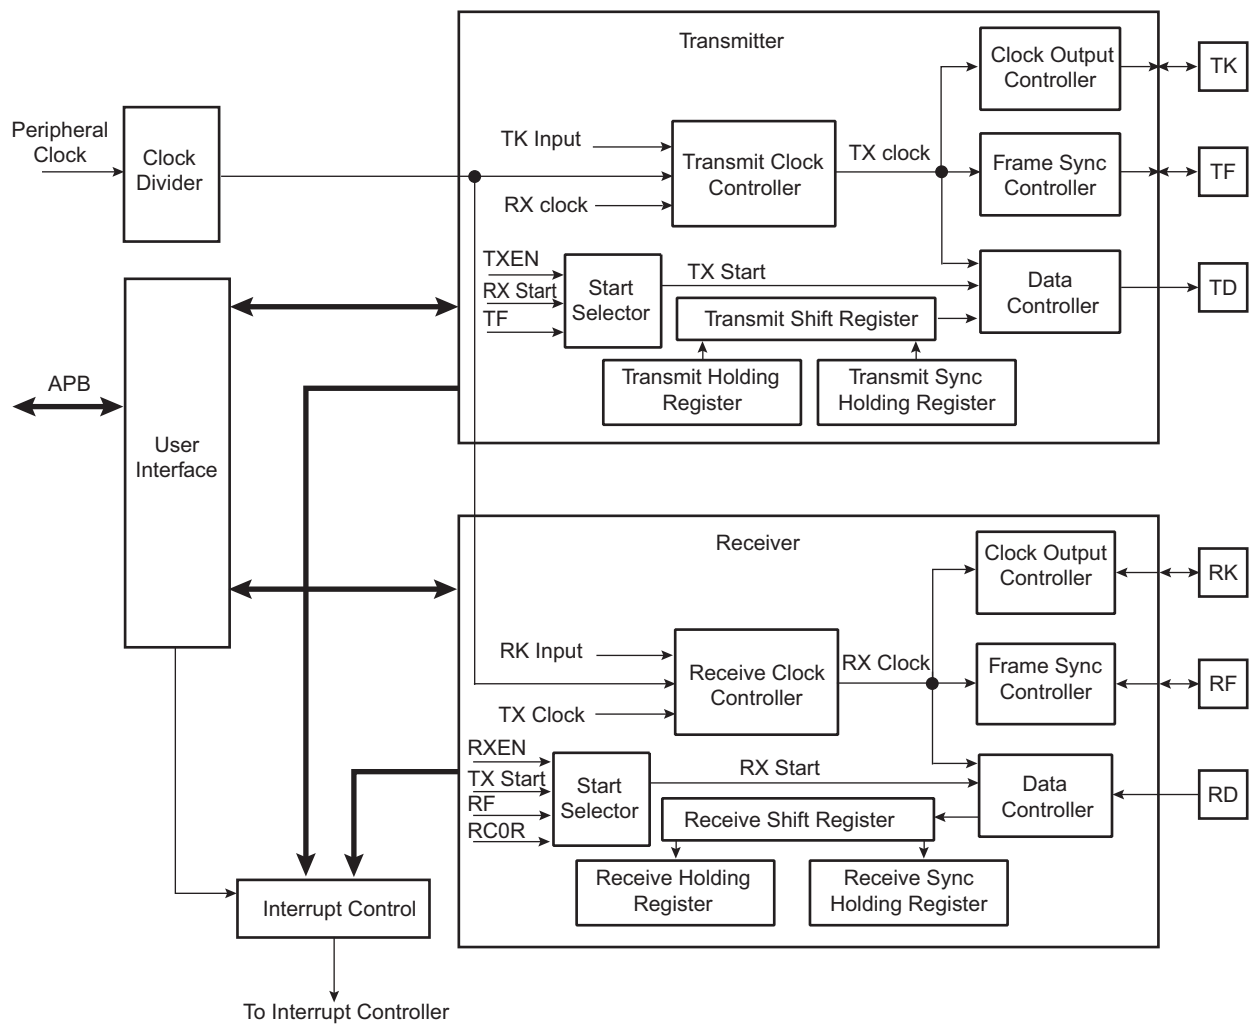 Transmitter
Clock Output
Controller
TK
Peripheral
Clock
Clock
Divider
TK Input
Transmit Clock
Controller
TX clock
Frame Sync
Controller
TF
RX clock
TXEN
RX Start
TF
Start
Selector
TX Start
Data
Controller
TD
Transmit Shift Register
Transmit Holding
Register
Transmit Sync
Holding Register
APB
User
Interface
Receiver
Clock Output
Controller
RK
RK Input
Receive Clock
Controller
RX Clock
Frame Sync
Controller
RF
TX Clock
RXEN
TX Start
RF
RC0R
Start
Selector
RX Start
Data
Controller
RD
Receive Shift Register
Receive Holding
Register
Receive Sync
Holding Register
Interrupt Control
To Interrupt Controller